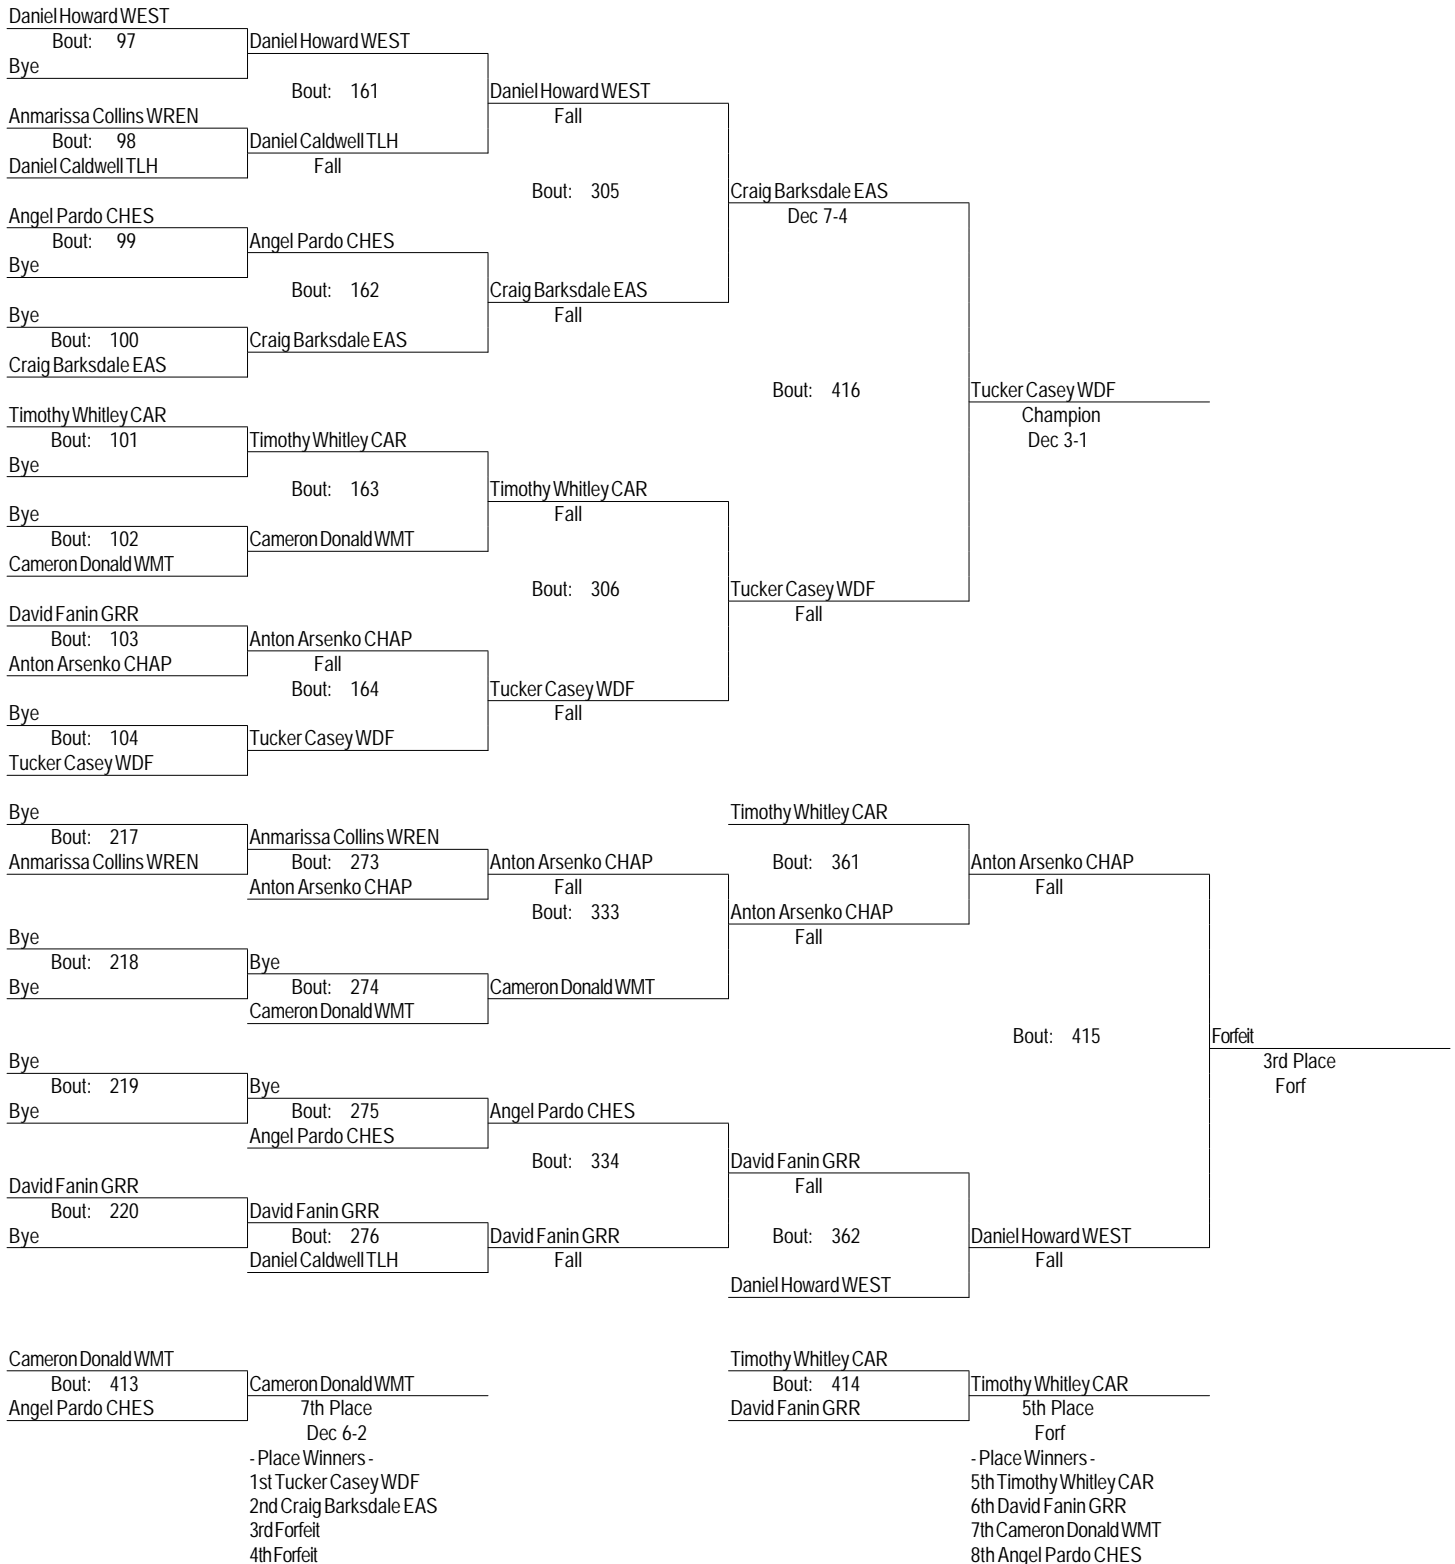 Daniel Howard WEST
Bout: 97
Daniel Howard WEST
Bye
Bout: 161
Daniel Howard WEST
Anmarissa Collins WREN
Fall
Bout: 98
Daniel Caldwell TLH
Daniel Caldwell TLH
Fall
Bout: 305
Craig Barksdale EAS
Angel Pardo CHES
Dec 7-4
Bout: 99
Angel Pardo CHES
Bye
Bout: 162
Craig Barksdale EAS
Bye
Fall
Bout: 100
Craig Barksdale EAS
Craig Barksdale EAS
Bout: 416
Tucker Casey WDF
Timothy Whitley CAR
Champion
Bout: 101
Timothy Whitley CAR
Dec 3-1
Bye
Bout: 163
Timothy Whitley CAR
Bye
Fall
Bout: 102
Cameron Donald WMT
Cameron Donald WMT
Bout: 306
Tucker Casey WDF
David Fanin GRR
Fall
Bout: 103
Anton Arsenko CHAP
Anton Arsenko CHAP
Fall
Bout: 164
Tucker Casey WDF
Bye
Fall
Bout: 104
Tucker Casey WDF
Tucker Casey WDF
Bye
Timothy Whitley CAR
Bout: 217
Anmarissa Collins WREN
Anmarissa Collins WREN
Bout: 273
Anton Arsenko CHAP
Bout: 361
Anton Arsenko CHAP
Anton Arsenko CHAP
Fall
Fall
Bout: 333
Anton Arsenko CHAP
Bye
Fall
Bout: 218
Bye
Bye
Bout: 274
Cameron Donald WMT
Cameron Donald WMT
Bout: 415
Forfeit
Bye
3rd Place
Bout: 219
Bye
Forf
Bye
Bout: 275
Angel Pardo CHES
Angel Pardo CHES
Bout: 334
David Fanin GRR
David Fanin GRR
Fall
Bout: 220
David Fanin GRR
Bye
Bout: 276
David Fanin GRR
Bout: 362
Daniel Howard WEST
Daniel Caldwell TLH
Fall
Fall
Daniel Howard WEST
Cameron Donald WMT
Bout: 413
Cameron Donald WMT
Angel Pardo CHES
7th Place
Dec 6-2
- Place Winners -
1st Tucker Casey WDF
2nd Craig Barksdale EAS
3rd Forfeit
4th Forfeit
Timothy Whitley CAR
Bout: 414
Timothy Whitley CAR
David Fanin GRR
5th Place
Forf
- Place Winners -
5th Timothy Whitley CAR
6th David Fanin GRR
7th Cameron Donald WMT
8th Angel Pardo CHES